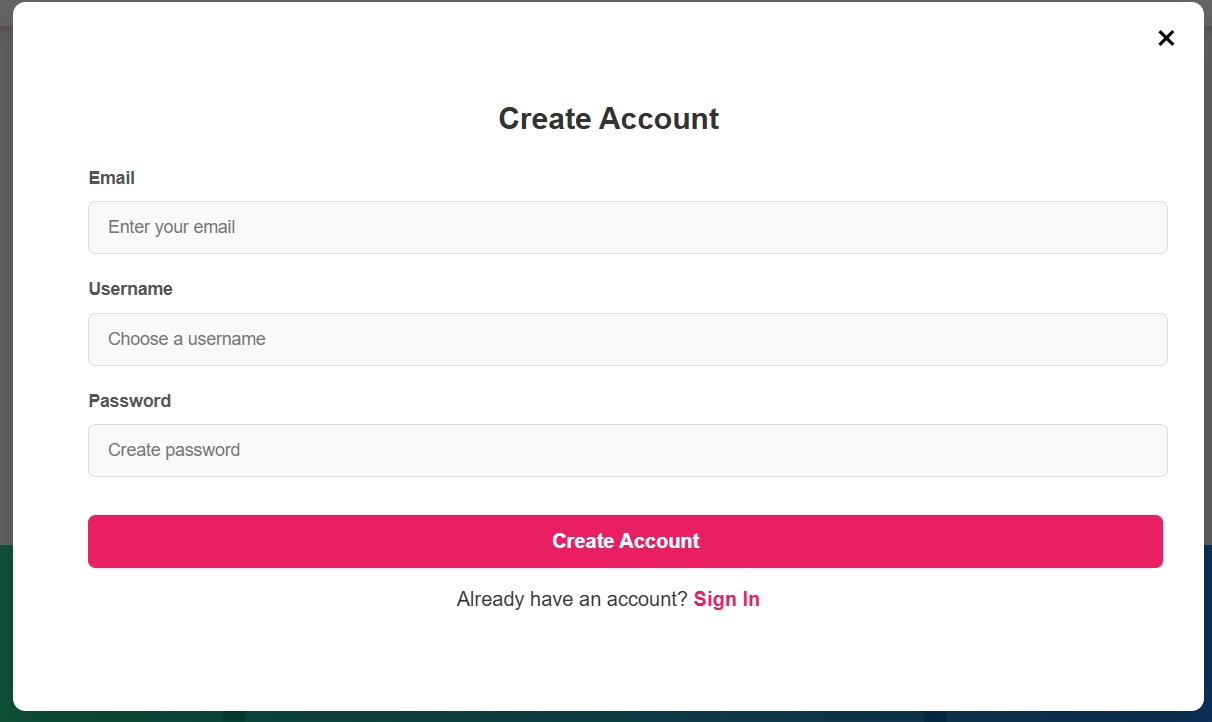 Create Account
Email
Enter your email
Username
Choose a username
Password
Create password
Create Account
Already have an account? Sign In